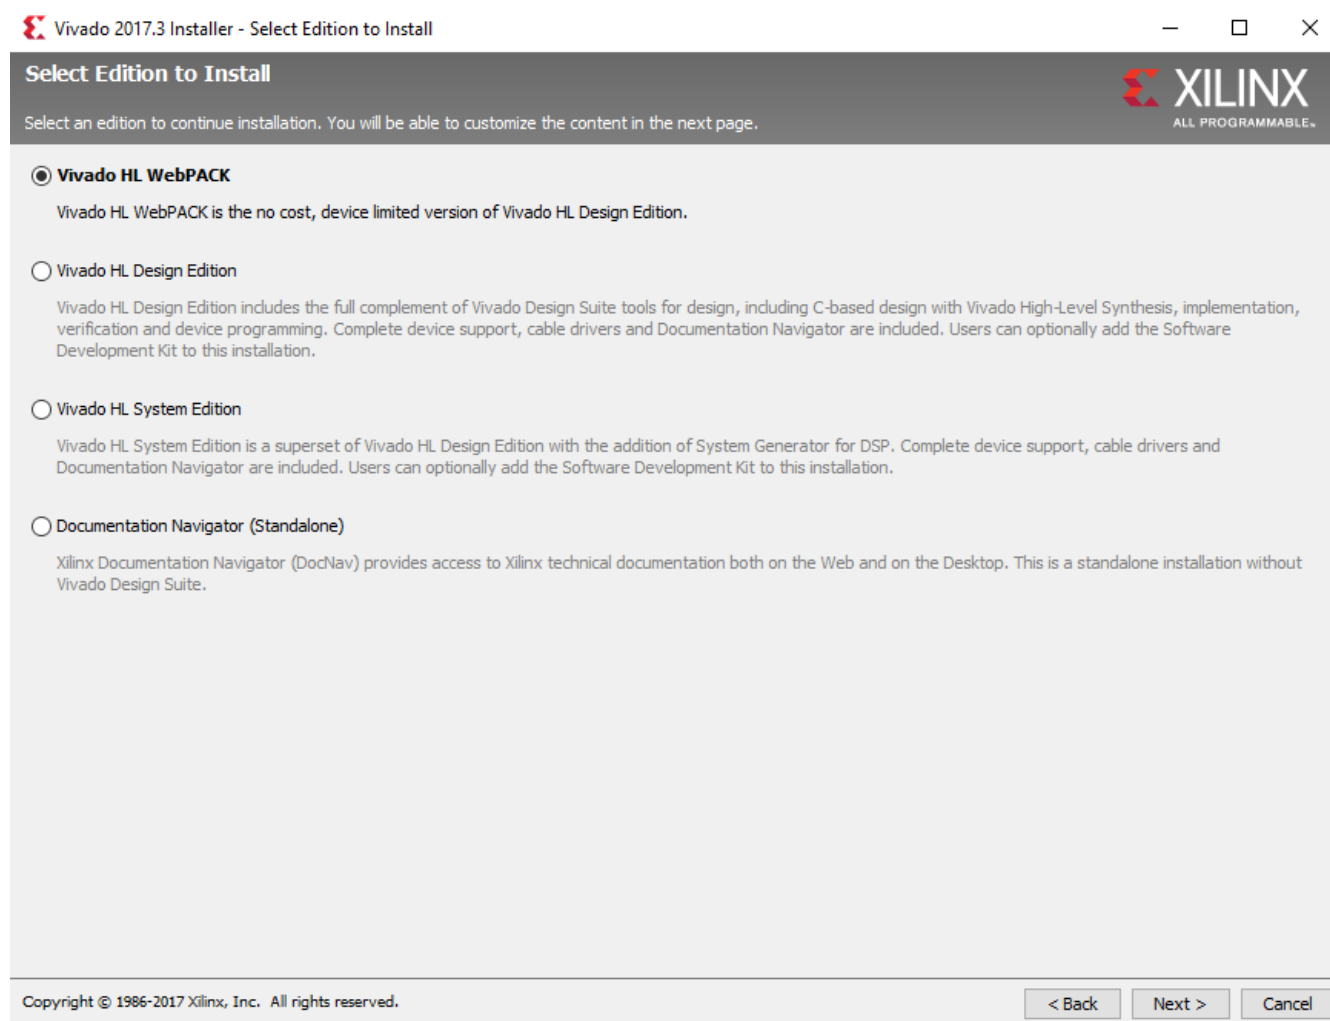 Vivado 2017.3 Installer - Select Edition to Install
Select Edition to Install
XILINX
ALL PROGRAMMABLE™
Select an edition to continue installation. You will be able to customize the content in the next page.
Vivado HL WebPACK
Vivado HL WebPACK is the no cost, device limited version of Vivado HL Design Edition.
Vivado HL Design Edition
Vivado HL Design Edition includes the full complement of Vivado Design Suite tools for design, including C-based design with Vivado High-Level Synthesis, implementation,
verification and device programming. Complete device support, cable drivers and Documentation Navigator are included. Users can optionally add the Software
Development Kit to this installation.
Vivado HL System Edition
Vivado HL System Edition is a superset of Vivado HL Design Edition with the addition of System Generator for DSP. Complete device support, cable drivers and
Documentation Navigator are included. Users can optionally add the Software Development Kit to this installation.
Documentation Navigator (Standalone)
Xilinx Documentation Navigator (DocNav) provides access to Xilinx technical documentation both on the Web and on the Desktop. This is a standalone installation without
Vivado Design Suite.
Copyright © 1986-2017 Xilinx, Inc. All rights reserved.
< Back
Next >
Cancel